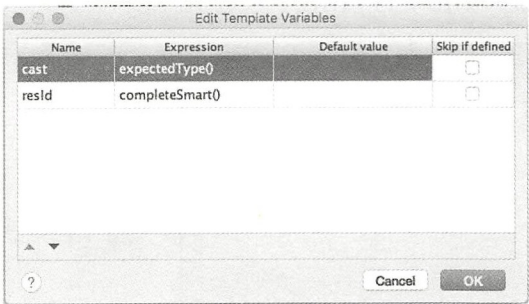 Edit Template Variables
Name Expression Default value Skip if defined
cast expectedType()
resId completeSmart()
?
Cancel OK